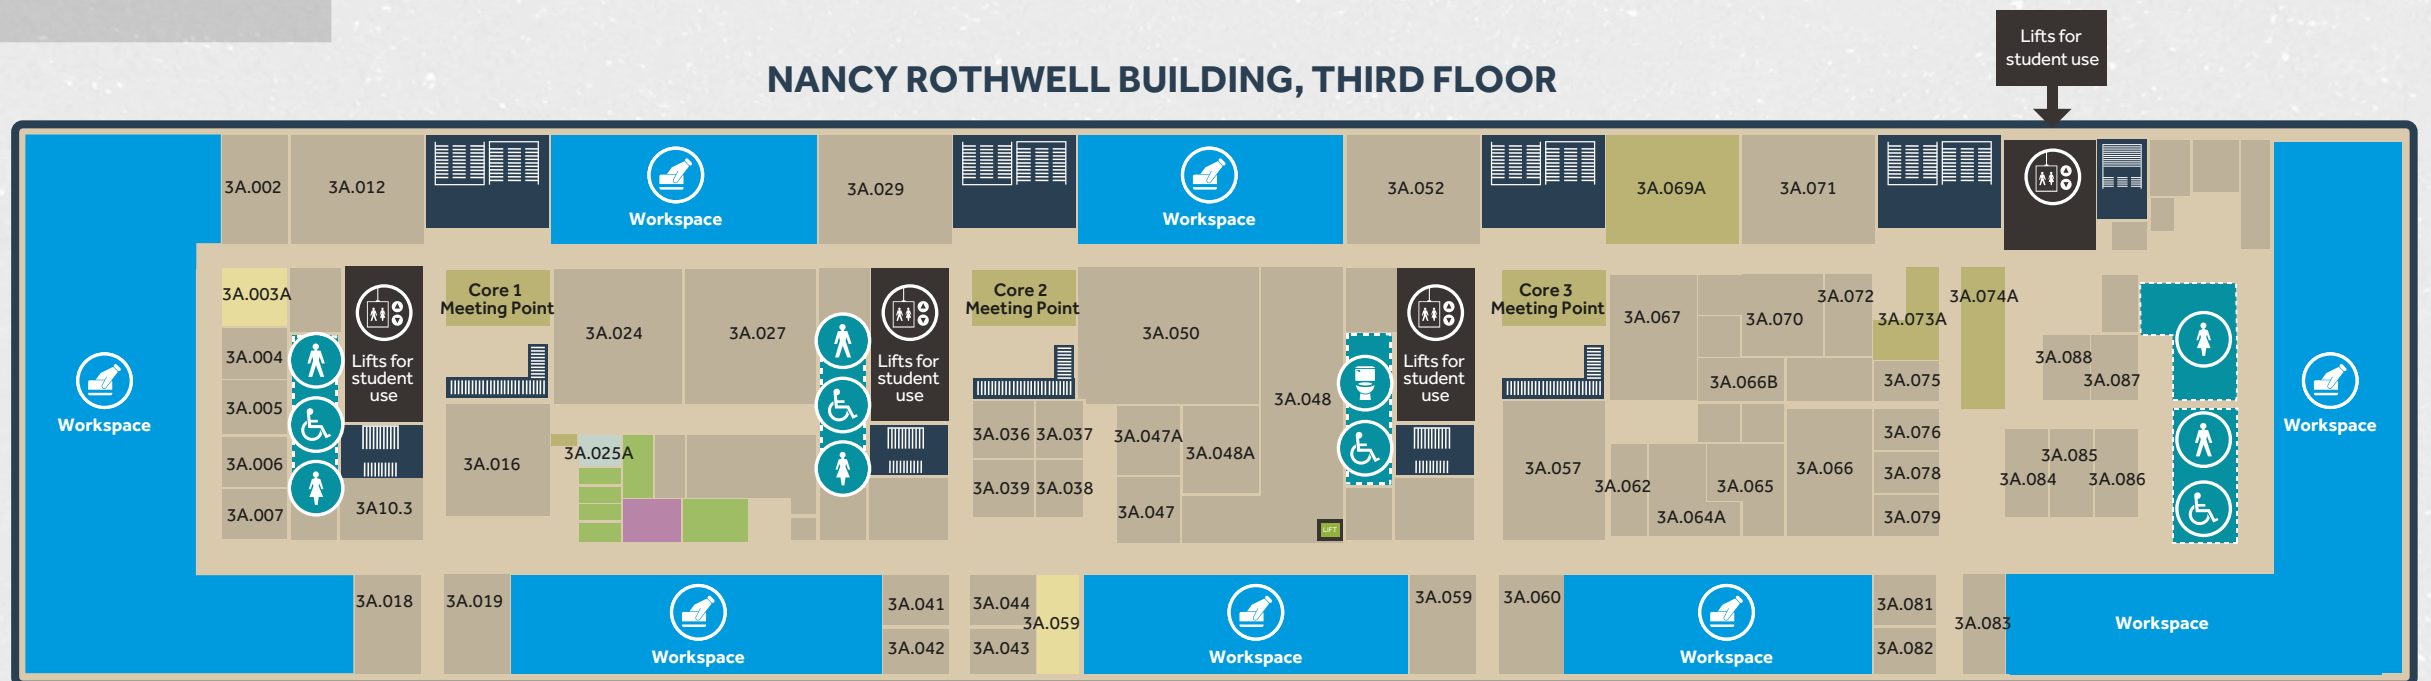 Lifts for
student use
NANCY ROTHWELL BUILDING, THIRD FLOOR
3A.002
3A.012
Workspace
3A.029
Workspace
3A.052
3A.069A
3A.071
3A.003A
3A.004
3A.005
3A.006
3A.007
Workspace
Lifts for
student
use
3A10.3
Core 1
Meeting Point
3A.016
3A.024
3A.027
3A.025A
Lifts for
student
use
Core 2
Meeting Point
3A.036
3A.037
3A.039
3A.038
3A.050
3A.047A
3A.048A
3A.047
3A.048
LIFT
Lifts for
student
use
Core 3
Meeting Point
3A.057
3A.067
3A.070
3A.072
3A.073A
3A.074A
3A.066B
3A.075
3A.062
3A.065
3A.064A
3A.066
3A.076
3A.078
3A.079
3A.088
3A.087
3A.085
3A.084
3A.086
Workspace
3A.018
3A.019
Workspace
3A.041
3A.042
3A.044
3A.043
3A.059
Workspace
3A.059
3A.060
Workspace
3A.081
3A.082
3A.083
Workspace